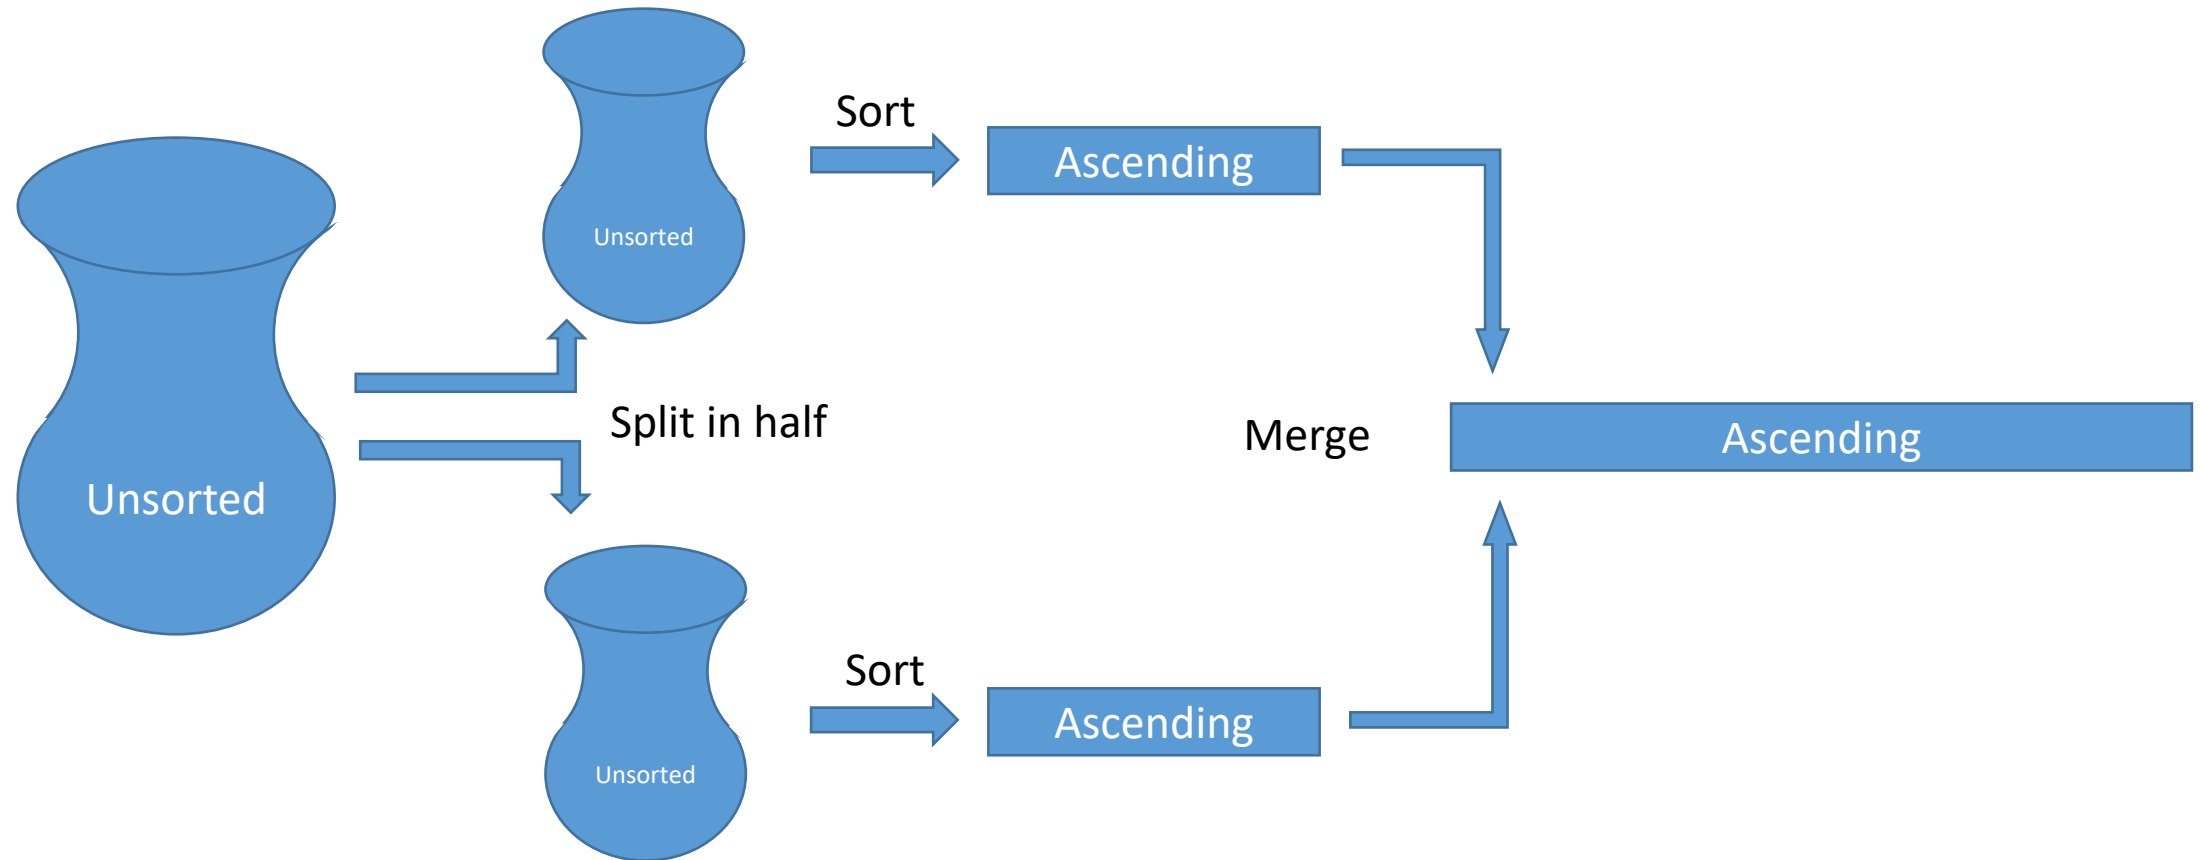 Unsorted
Unsorted
Sort
Ascending
Split in half
Unsorted
Sort
Ascending
Merge
Ascending